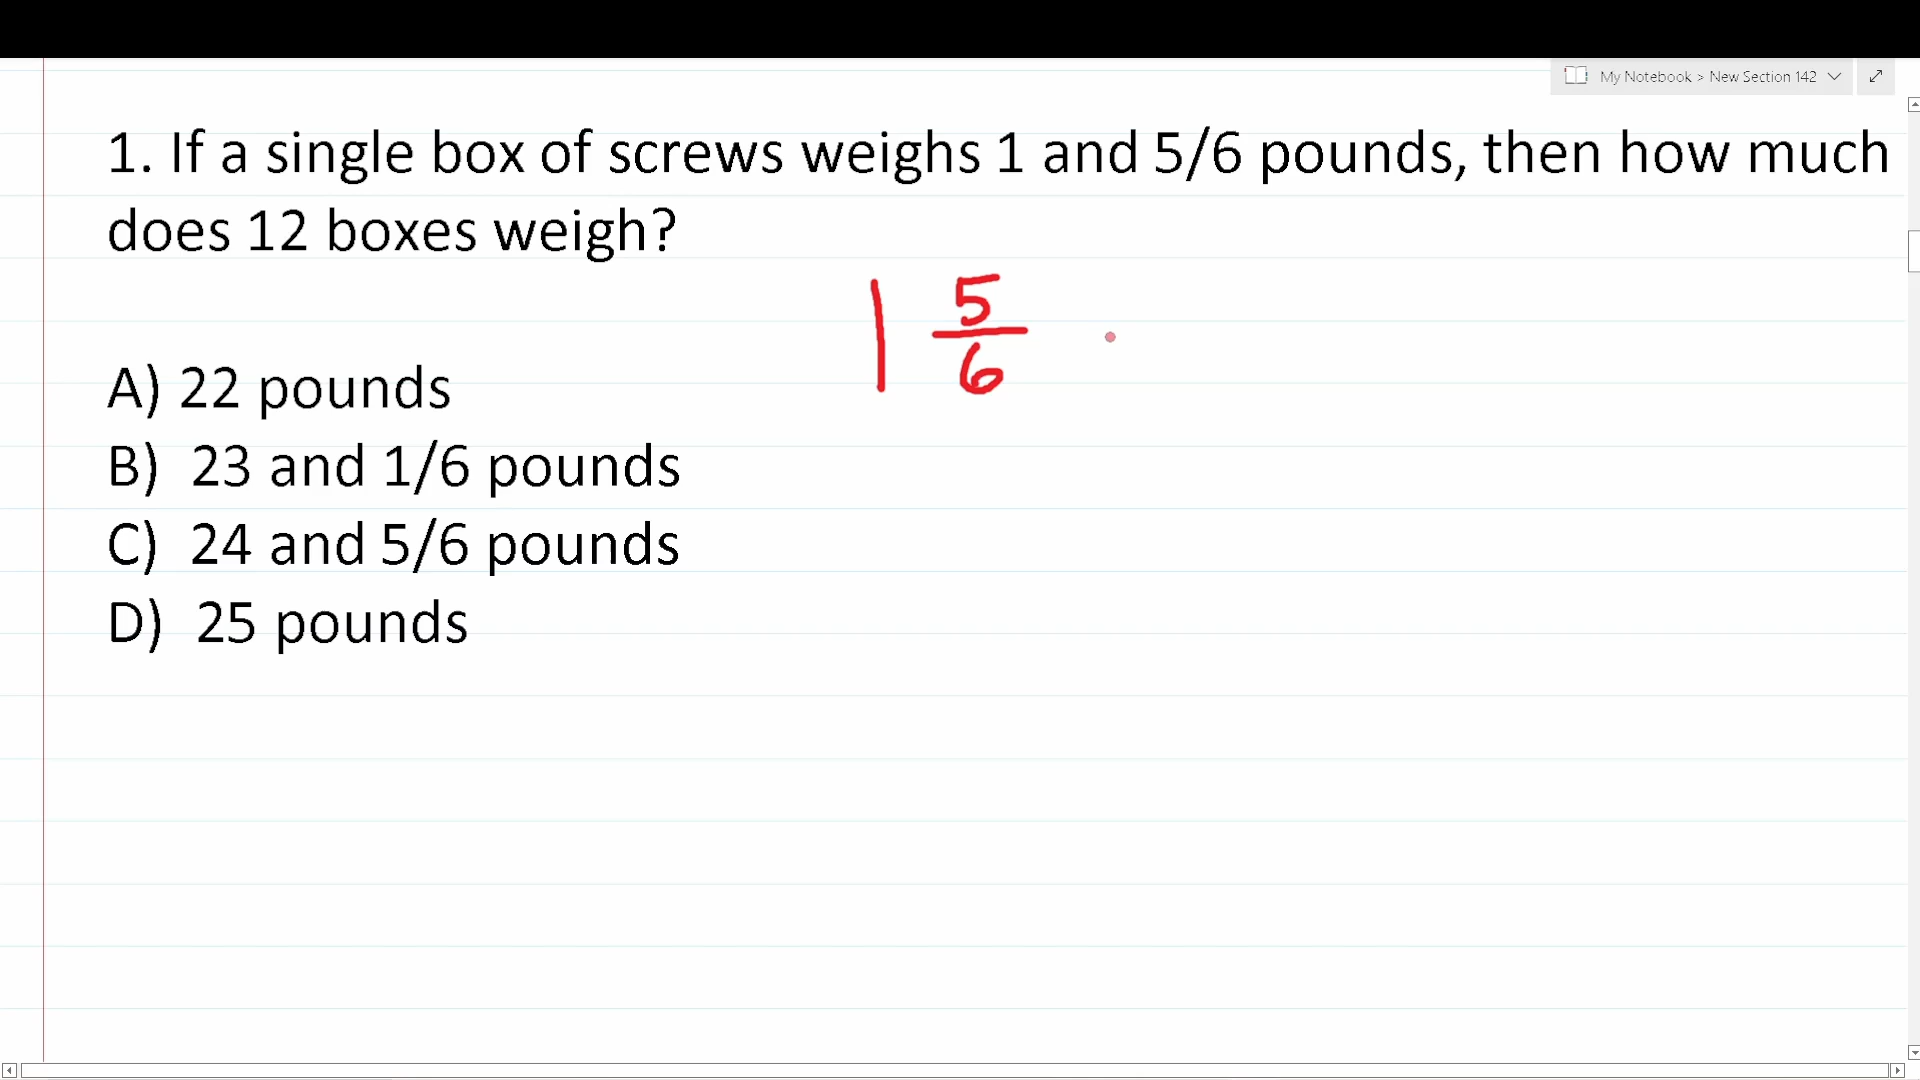 My Notebook > New Section 142
1. If a single box of screws weighs 1 and 5/6 pounds, then how much
does 12 boxes weigh?
1 5/6
A) 22 pounds
B) 23 and 1/6 pounds
C) 24 and 5/6 pounds
D) 25 pounds